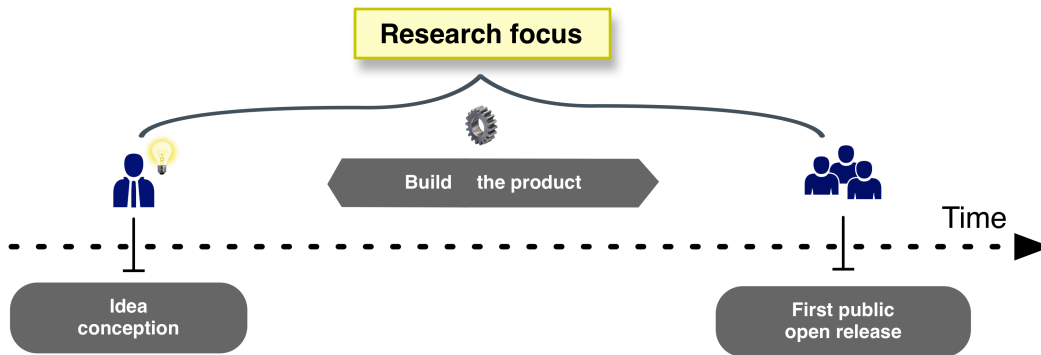 Research focus
Build the product
Time
Idea
conception
First public
open release